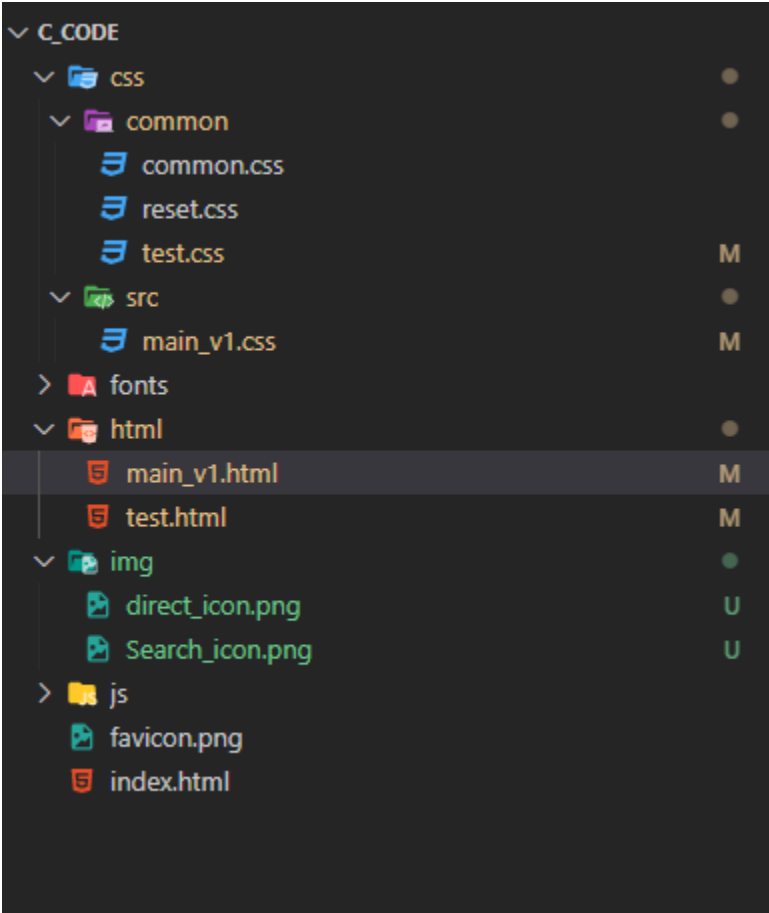 C_CODE
css
common
common.css
reset.css
test.css M
src
main_v1.css M
fonts
html
main_v1.html M
test.html M
img
direct_icon.png U
Search_icon.png U
js
favicon.png
index.html